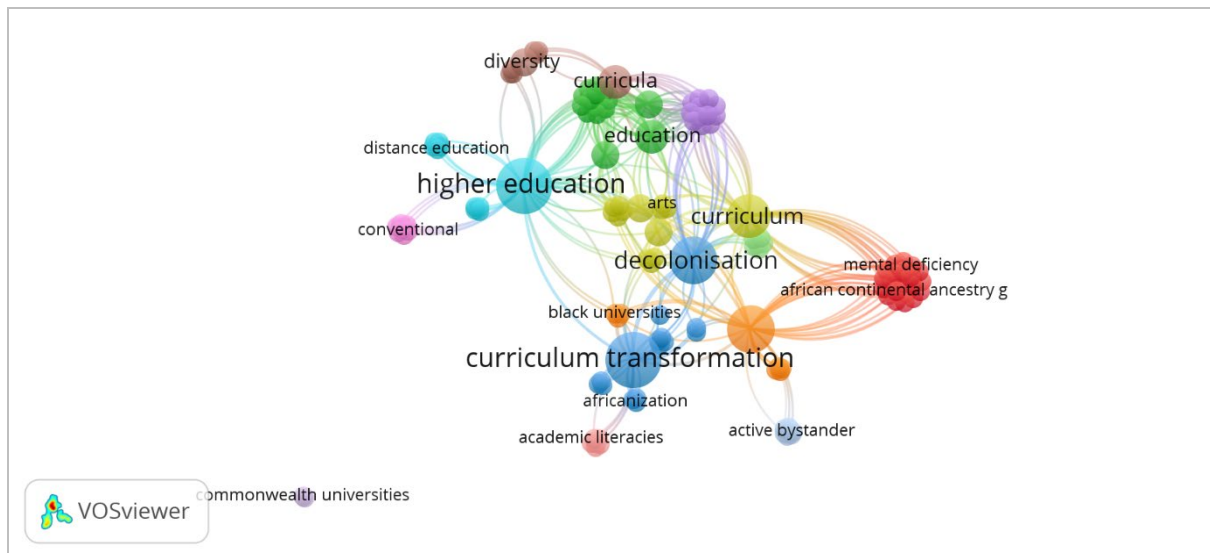 diversity
curricula
education
distance education
higher education
arts
curriculum
conventional
decolonisation
mental deficiency
african continental ancestry g
black universities
curriculum transformation
africanization
active bystander
academic literacies
commonwealth universities
VOSviewer